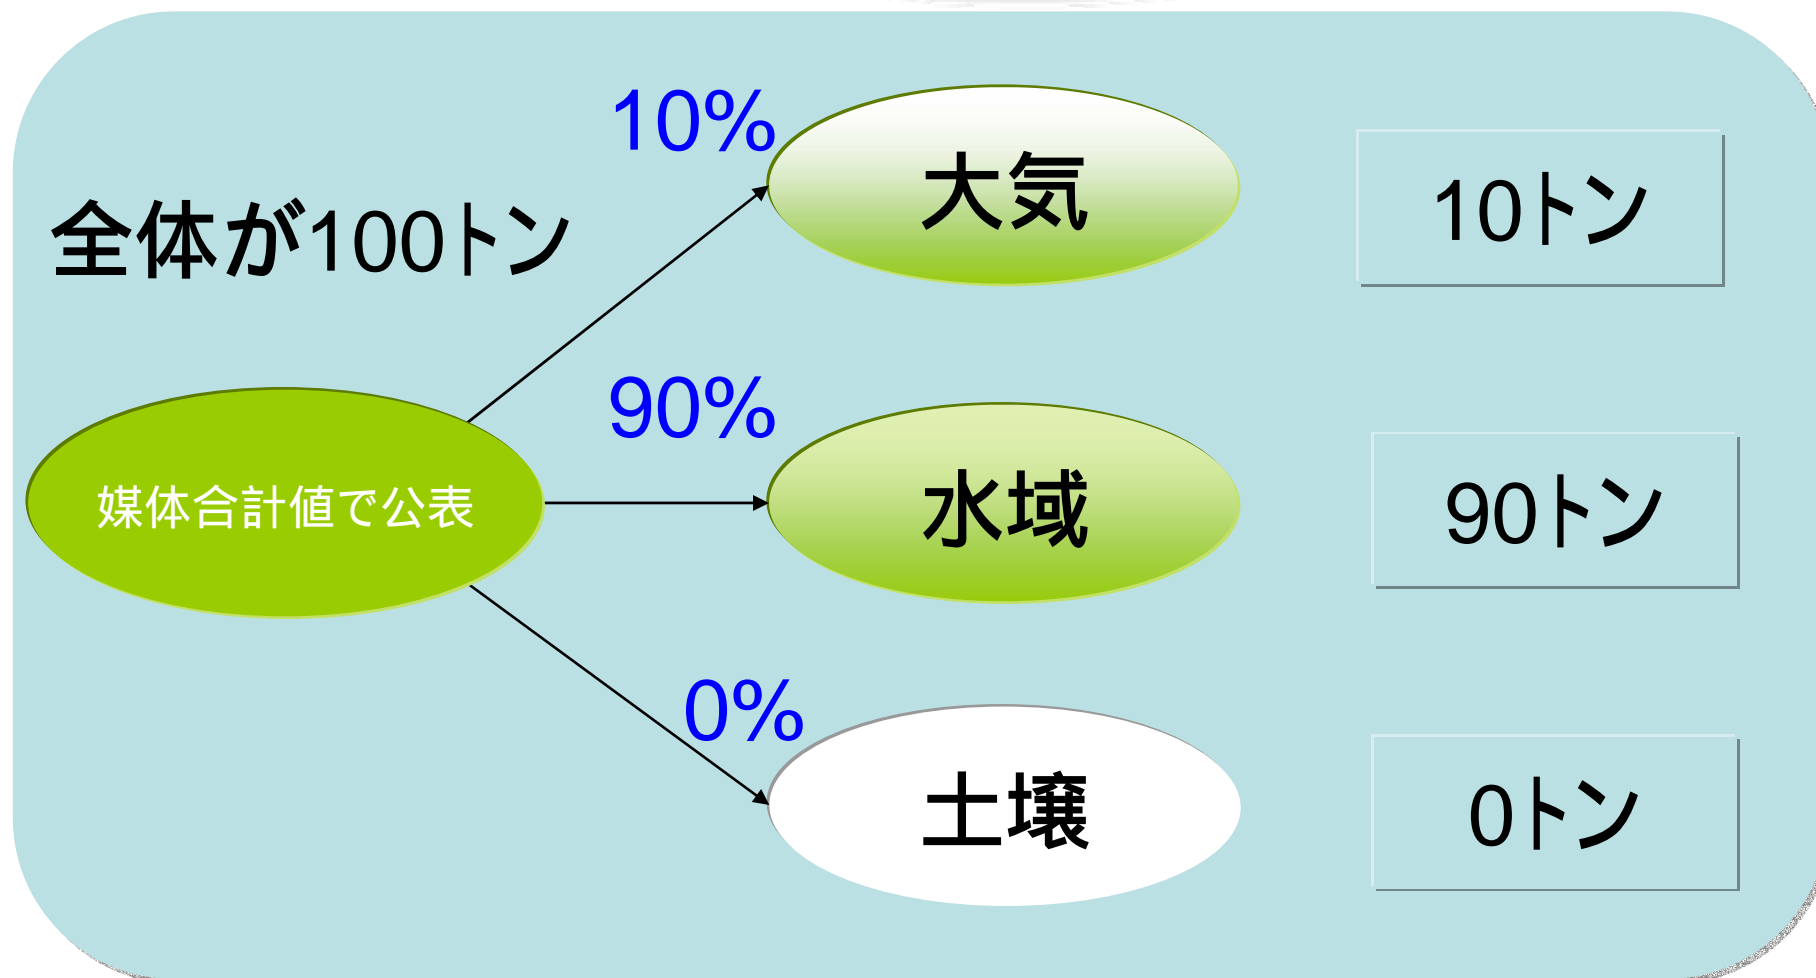 10%
大気
10トン
全体が100トン
90%
媒体合計値で公表
水域
90トン
0%
土壌
0トン